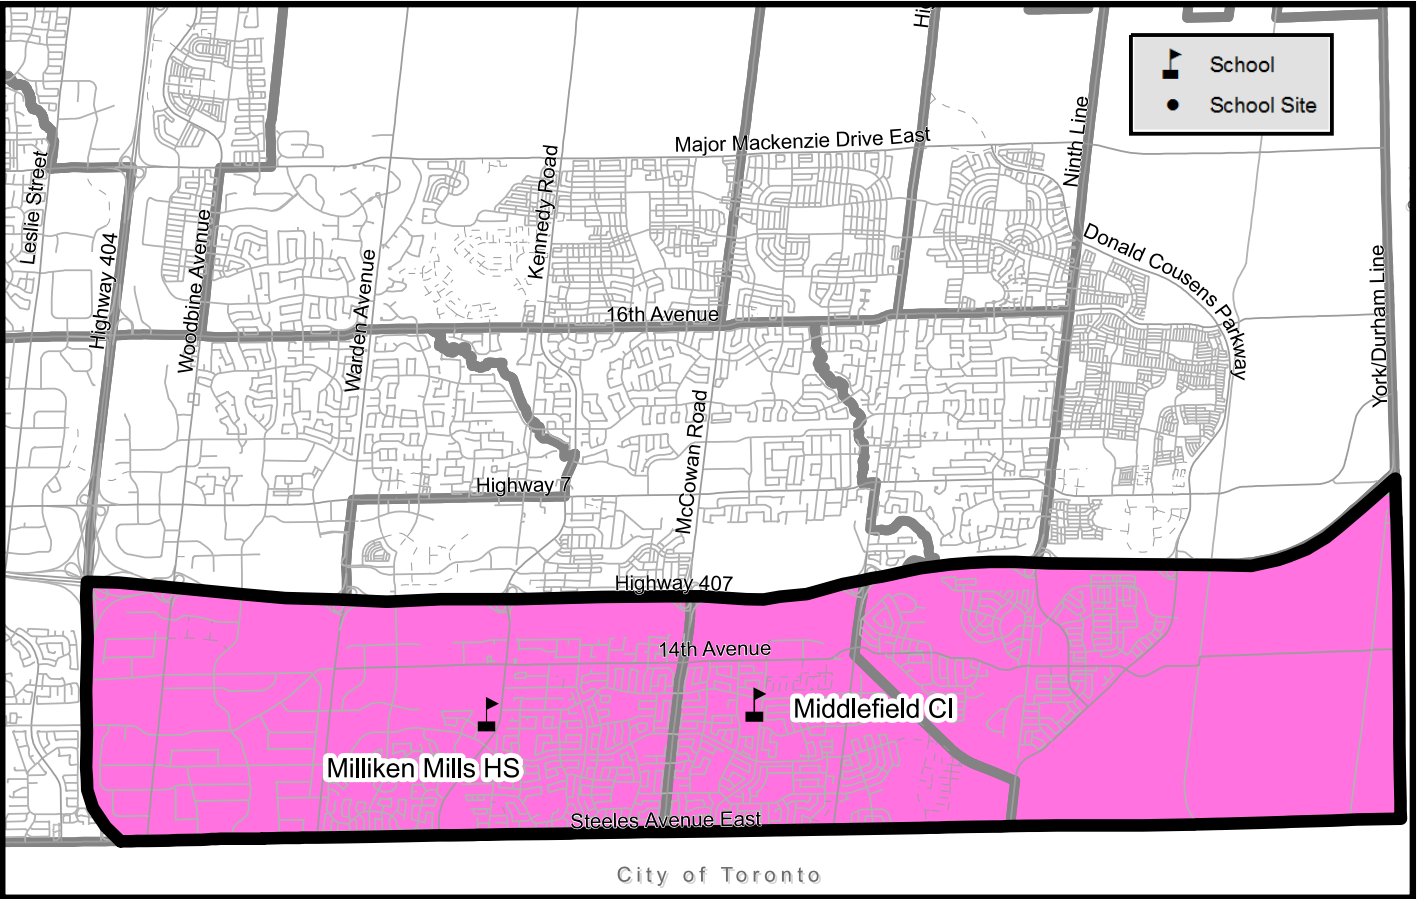 Hi
School
School Site
Major Mackenzie Drive East
Ninth Line
Kennedy Road
Leslie Street
Highway 404
Woodbine Avenue
Warden Avenue
Donald Cousens Parkway
York/Durham Line
16th Avenue
McCowan Road
Highway 7
Highway 407
14th Avenue
Middlefield CI
Milliken Mills HS
Steeles Avenue East
City of Toronto